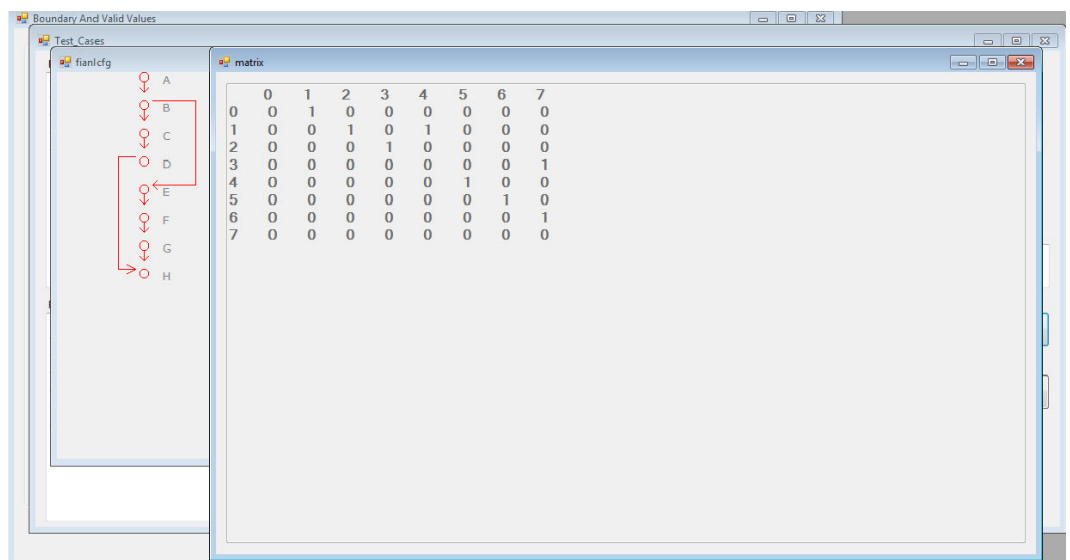 Boundary And Valid Values
Test_Cases
fianlcfg
A
B
C
D
E
F
G
H
matrix
0 1 2 3 4 5 6 7
0 0 1 0 0 0 0 0 0
1 0 0 1 0 1 0 0 0
2 0 0 0 1 0 0 0 0
3 0 0 0 0 0 0 0 1
4 0 0 0 0 0 1 0 0
5 0 0 0 0 0 0 1 0
6 0 0 0 0 0 0 0 1
7 0 0 0 0 0 0 0 0